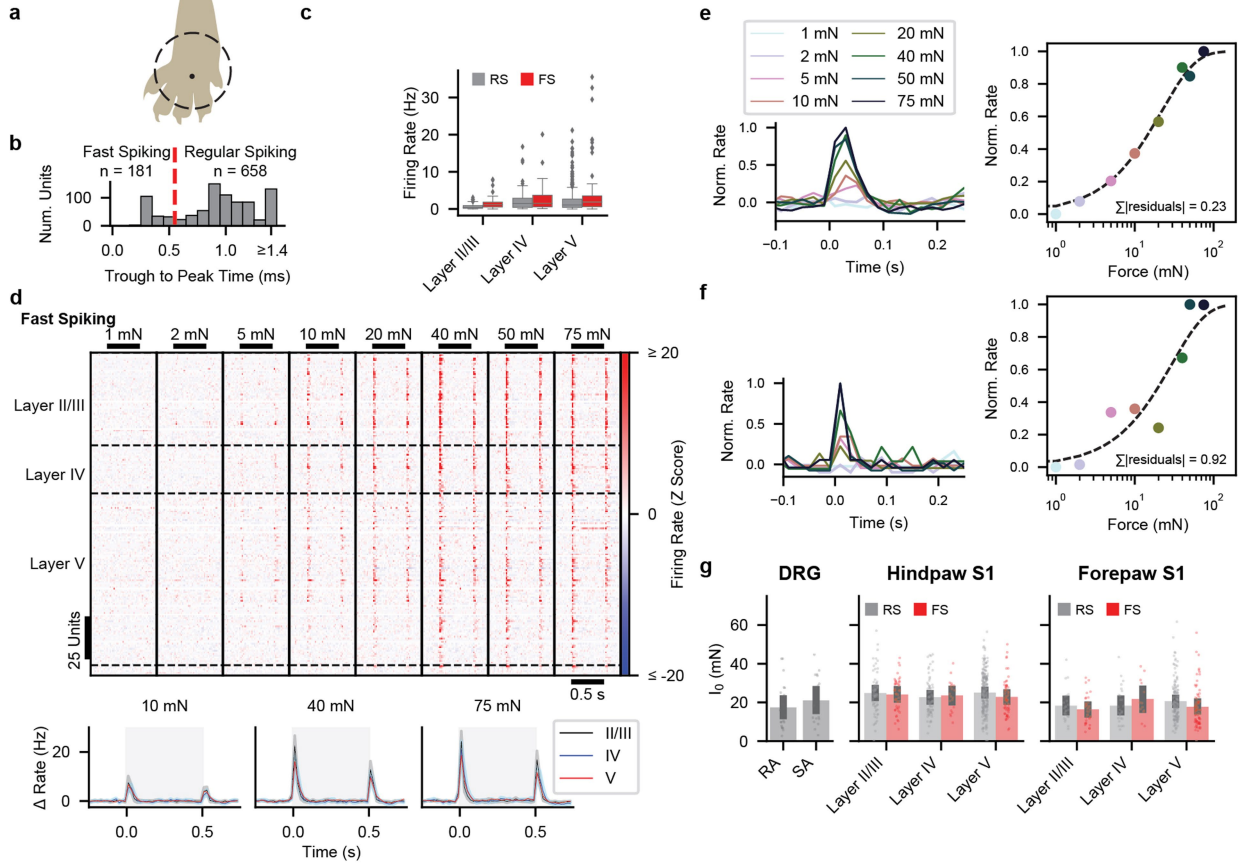 a
b
Fast Spiking
n = 181
Regular Spiking
n = 658
Num. Units
100
0
0.0
0.5
1.0
≥1.4
Trough to Peak Time (ms)
c
RS
FS
Firing Rate (Hz)
30
20
10
0
Layer II/III
Layer IV
Layer V
d
Fast Spiking
1 mN
2 mN
5 mN
10 mN
20 mN
40 mN
50 mN
75 mN
Layer II/III
Layer IV
Layer V
25 Units
0.5 s
≥ 20
0
≤ -20
Firing Rate (Z Score)
10 mN
40 mN
75 mN
Δ Rate (Hz)
20
0
0.0
0.5
0.0
0.5
0.0
0.5
Time (s)
II/III
IV
V
e
1 mN
2 mN
5 mN
10 mN
20 mN
40 mN
50 mN
75 mN
Norm. Rate
1.0
0.5
0.0
−0.1
0.0
0.1
0.2
Time (s)
Norm. Rate
1.0
0.8
0.6
0.4
0.2
0.0
∑|residuals| = 0.23
10⁰
10¹
10²
Force (mN)
f
Norm. Rate
1.0
0.5
0.0
−0.1
0.0
0.1
0.2
Time (s)
Norm. Rate
1.0
0.8
0.6
0.4
0.2
0.0
∑|residuals| = 0.92
10⁰
10¹
10²
Force (mN)
g
DRG
Hindpaw S1
Forepaw S1
I₀ (mN)
60
40
20
0
RA
SA
RS
FS
Layer II/III
Layer IV
Layer V
RS
FS
Layer II/III
Layer IV
Layer V